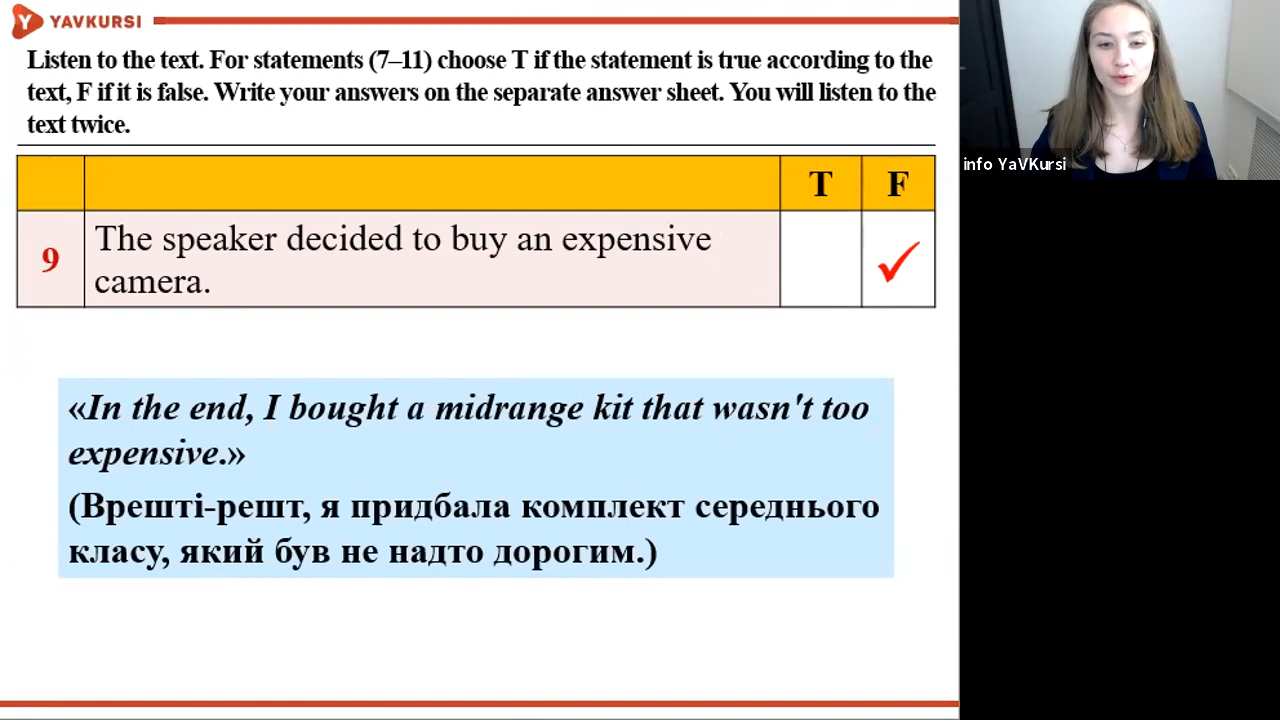 YAVKURSI
Listen to the text. For statements (7–11) choose T if the statement is true according to the
text, F if it is false. Write your answers on the separate answer sheet. You will listen to the
text twice.
T F
9 The speaker decided to buy an expensive
camera.
«In the end, I bought a midrange kit that wasn't too
expensive.»
(Врешті-решт, я придбала комплект середнього
класу, який був не надто дорогим.)
info YaVKursi